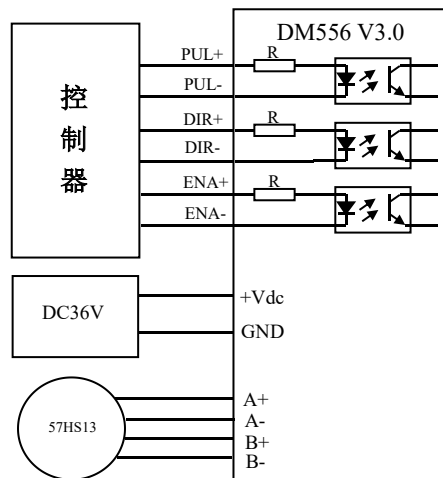 DM556 V3.0
PUL+
R
PUL-
DIR+
R
DIR-
ENA+
R
ENA-
控
制
器
DC36V
+Vdc
GND
57HS13
A+
A-
B+
B-